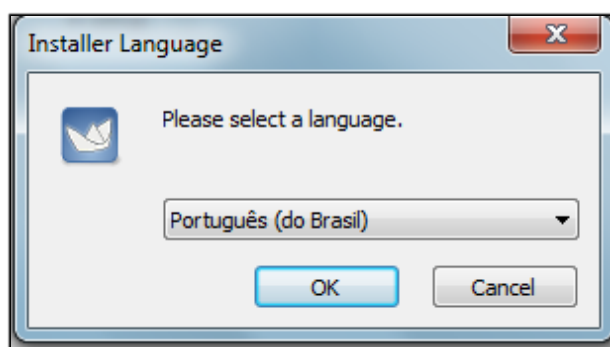 Installer Language
Please select a language.
Português (do Brasil)
OK
Cancel